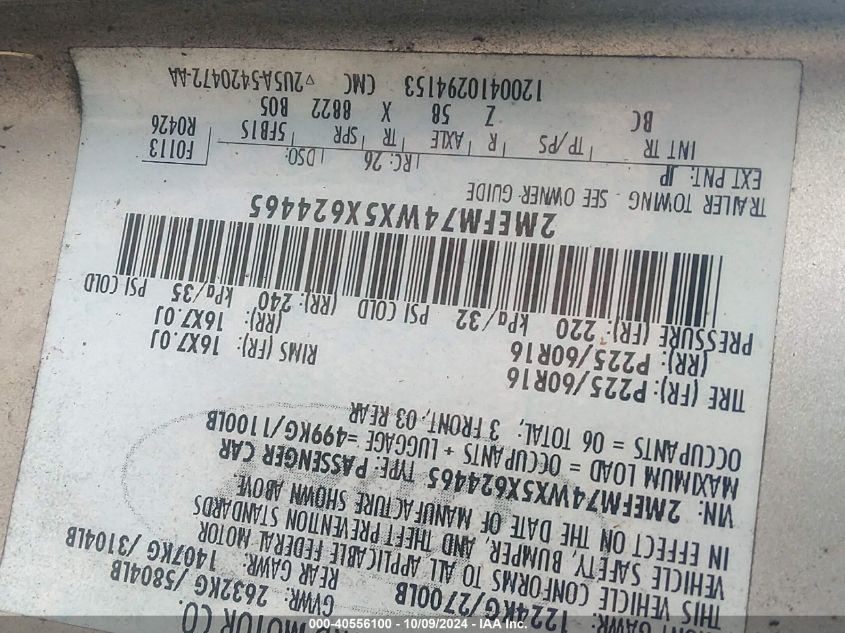 MOTOR CO.
GVWR: 2632KG/5804LB
GAWR: 1224KG/2700LB
REAR GAWR: 1407KG/3104LB
THIS VEHICLE CONFORMS TO ALL APPLICABLE FEDERAL MOTOR
VEHICLE SAFETY, BUMPER, AND THEFT PREVENTION STANDARDS
IN EFFECT ON THE DATE OF MANUFACTURE SHOWN ABOVE
VIN: 2MEFM74WX5X624465 TYPE: PASSENGER CAR
MAXIMUM LOAD = OCCUPANTS + LUGGAGE =499KG/1100LB
OCCUPANTS = 06 TOTAL, 3 FRONT, 03 REAR
TIRE (FR): P225/60R16 RIMS (FR): 16X7.0J
(RR): P225/60R16 (RR): 16X7.0J
PRESSURE (FR): 220 kPa/32 PSI COLD (RR): 240 kPa/35 PSI COLD
2MEFM74WX5X624465
TRAILER TOWING - SEE OWNER GUIDE
EXT PNT: JP RC: 26 DSO: F0113
INT TR TP/PS R AXLE TR SPR 5FB1S R0426
BC Z 58 X 8822 B05
1200410294153 CMC ▽2U5A-5420472-AA
000-40556100 - 10/09/2024 - IAA Inc.